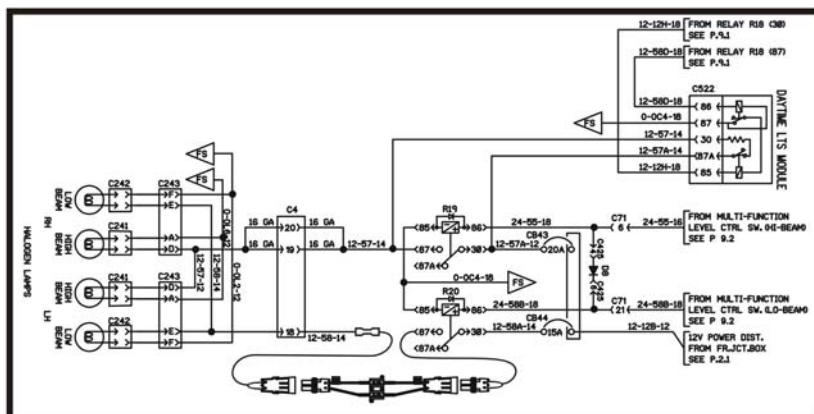 12-12H-18
FROM RELAY R18 (30)
SEE P.9.1
12-58D-18
FROM RELAY R18 (87)
SEE P.9.1
C522
DAYTIME LTS MODULE
12-58D-18
86
FS
0-0C4-18
87
12-57-14
30
12-57A-14
87A
12-12H-18
85
FS
FS
HALOGEN LAMPS
RH
LOW BEAM
C242
C243
F
E
HIGH BEAM
C241
A
D
LH
HIGH BEAM
C241
C243
D
A
LOW BEAM
C242
E
F
12-57-12
12-58-14
0-0L2-12
C4
16 GA
20
16 GA
16 GA
19
16 GA
12-57-14
18
12-58-14
R19
85
86
24-55-18
87
30
12-57A-12
87A
CB43
20A
0-0C4-18
FS
R20
85
86
24-58B-18
87
30
12-58A-14
87A
CB44
15A
C425
D8
C425
C71
6
24-55-16
FROM MULTI-FUNCTION
LEVEL CTRL SW.(HI-BEAM)
SEE P 9.2
C71
21
24-58B-18
FROM MULTI-FUNCTION
LEVEL CTRL SW.(LO-BEAM)
SEE P 9.2
12-12B-12
12V POWER DIST.
FROM FR.JCT.BOX
SEE P.2.1